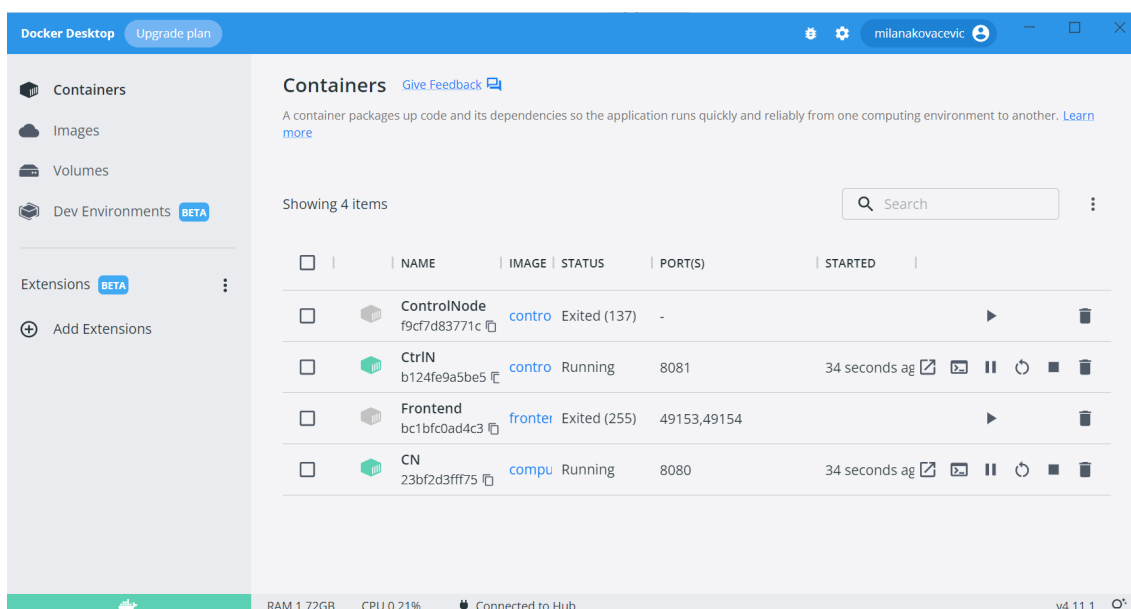 Docker Desktop Upgrade plan milanakovacevic
Containers
Images
Volumes
Dev Environments BETA
Extensions BETA
Add Extensions
Containers Give Feedback
A container packages up code and its dependencies so the application runs quickly and reliably from one computing environment to another. Learn
more
Showing 4 items Search
NAME IMAGE STATUS PORT(S) STARTED
ControlNode
f9cf7d83771c contro Exited (137) -
CtrlN
b124fe9a5be5 contro Running 8081 34 seconds ag
Frontend
bc1bfc0ad4c3 fronter Exited (255) 49153,49154
CN
23bf2d3fff75 compu Running 8080 34 seconds ag
RAM 1.72GB CPU 0.21% Connected to Hub v4.11.1